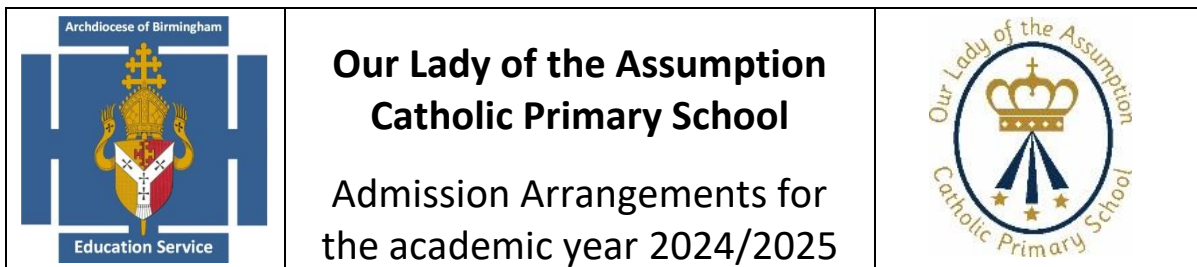 Archdiocese of Birmingham
Education Service
Our Lady of the Assumption
Catholic Primary School
Admission Arrangements for
the academic year 2024/2025
Our Lady of the Assumption
Catholic Primary School